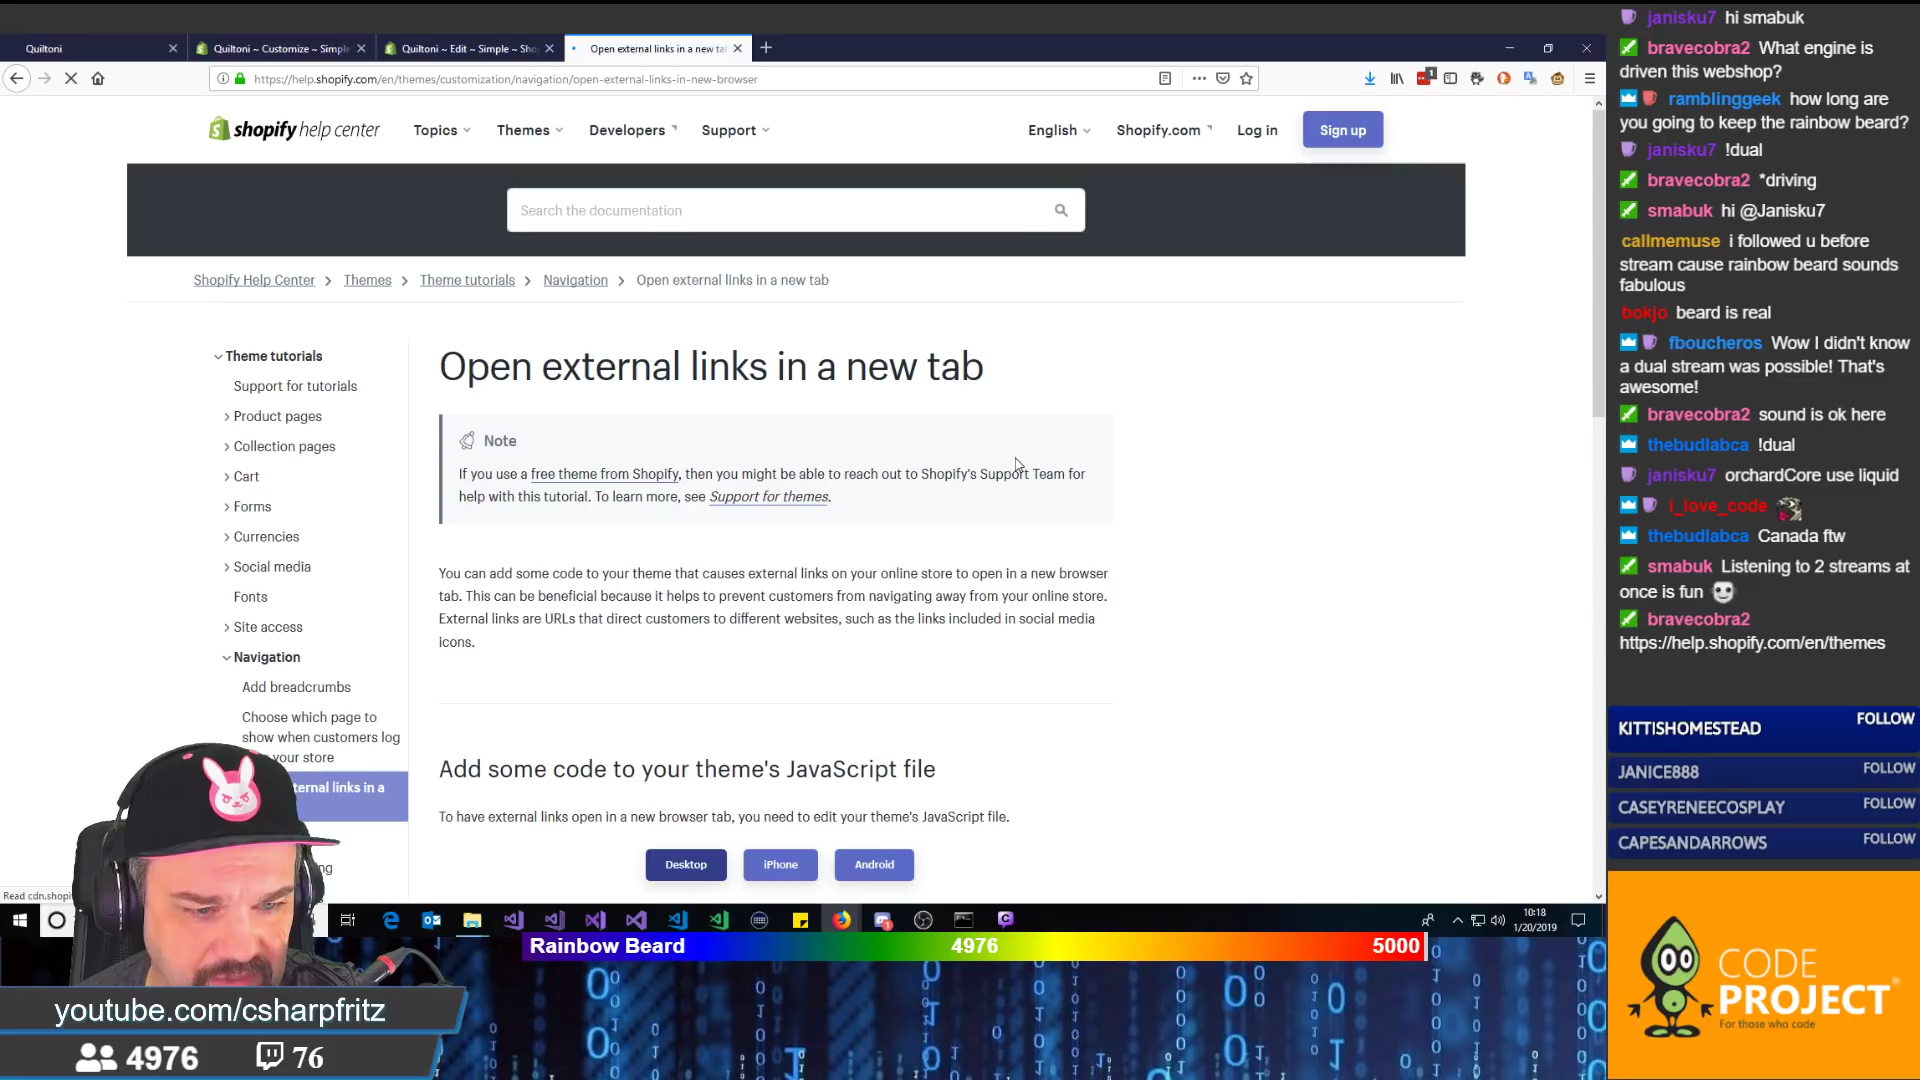 Quiltoni
Quiltoni ~ Customize ~ Simple
Quiltoni ~ Edit ~ Simple ~ Sho
Open external links in a new ta
https://help.shopify.com/en/themes/customization/navigation/open-external-links-in-new-browser
shopify help center
Topics
Themes
Developers
Support
English
Shopify.com
Log in
Sign up
Search the documentation
Shopify Help Center
Themes
Theme tutorials
Navigation
Open external links in a new tab
Theme tutorials
Support for tutorials
Product pages
Collection pages
Cart
Forms
Currencies
Social media
Fonts
Site access
Navigation
Add breadcrumbs
Choose which page to
show when customers log
your store
ternal links in a
Open external links in a new tab
Note
If you use a free theme from Shopify, then you might be able to reach out to Shopify's Support Team for
help with this tutorial. To learn more, see Support for themes.
You can add some code to your theme that causes external links on your online store to open in a new browser
tab. This can be beneficial because it helps to prevent customers from navigating away from your online store.
External links are URLs that direct customers to different websites, such as the links included in social media
icons.
Add some code to your theme's JavaScript file
To have external links open in a new browser tab, you need to edit your theme's JavaScript file.
Desktop
iPhone
Android
Read cdn.shopi
10:18
1/20/2019
Rainbow Beard
4976
5000
youtube.com/csharpfritz
4976
76
janisku7 hi smabuk
bravecobra2 What engine is
driven this webshop?
ramblinggeek how long are
you going to keep the rainbow beard?
janisku7 !dual
bravecobra2 *driving
smabuk hi @Janisku7
callmemuse i followed u before
stream cause rainbow beard sounds
fabulous
bokjo beard is real
fboucheros Wow I didn't know
a dual stream was possible! That's
awesome!
bravecobra2 sound is ok here
thebudlabca !dual
janisku7 orchardCore use liquid
i_love_code
thebudlabca Canada ftw
smabuk Listening to 2 streams at
once is fun
bravecobra2
https://help.shopify.com/en/themes
KITTISHOMESTEAD FOLLOW
JANICE888 FOLLOW
CASEYRENEECOSPLAY FOLLOW
CAPESANDARROWS FOLLOW
CODE
PROJECT
For those who code